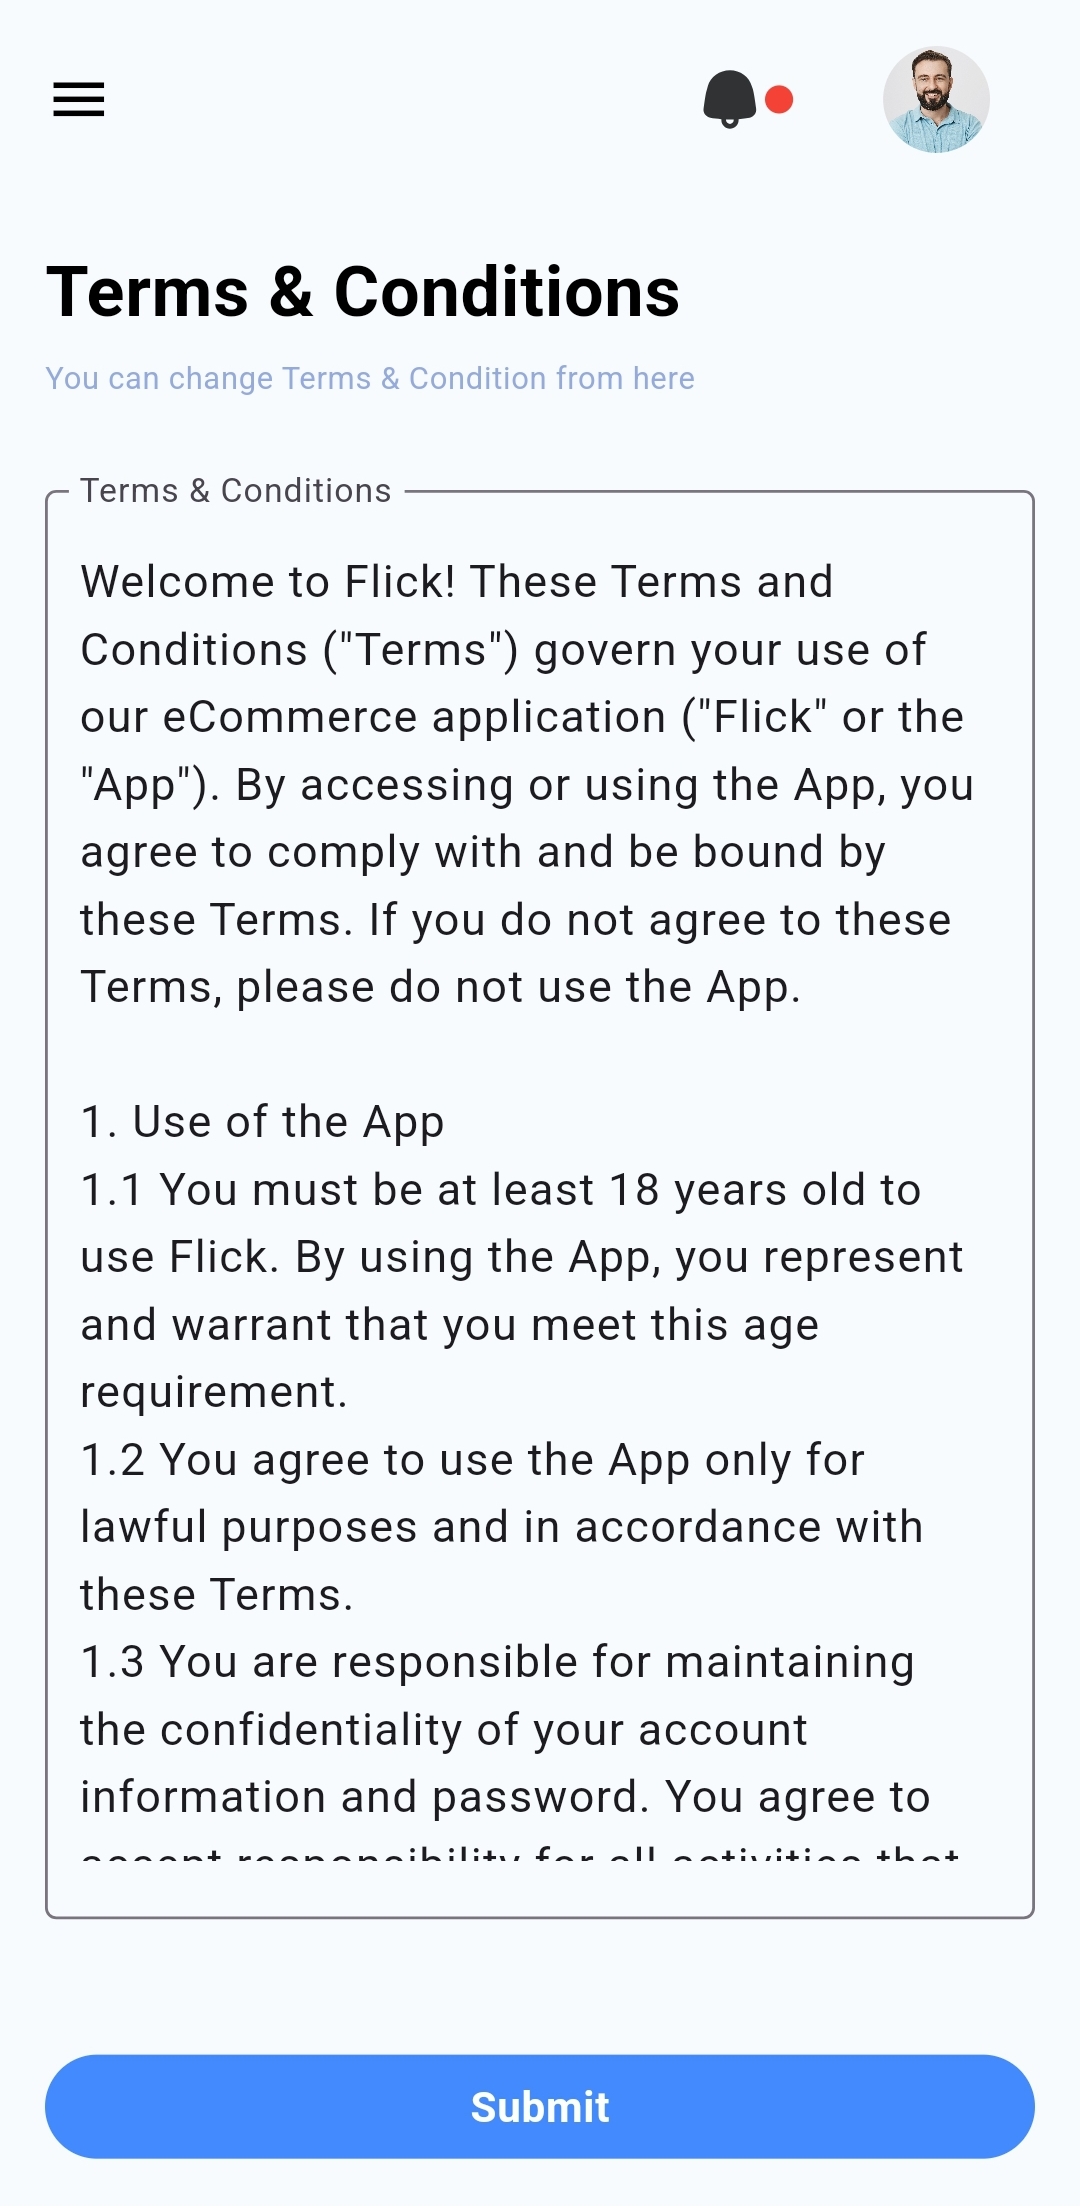 Terms & Conditions
You can change Terms & Condition from here
Terms & Conditions
Welcome to Flick! These Terms and
Conditions ("Terms") govern your use of
our eCommerce application ("Flick" or the
"App"). By accessing or using the App, you
agree to comply with and be bound by
these Terms. If you do not agree to these
Terms, please do not use the App.
1. Use of the App
1.1 You must be at least 18 years old to
use Flick. By using the App, you represent
and warrant that you meet this age
requirement.
1.2 You agree to use the App only for
lawful purposes and in accordance with
these Terms.
1.3 You are responsible for maintaining
the confidentiality of your account
information and password. You agree to
accept responsibility for all activities that
Submit